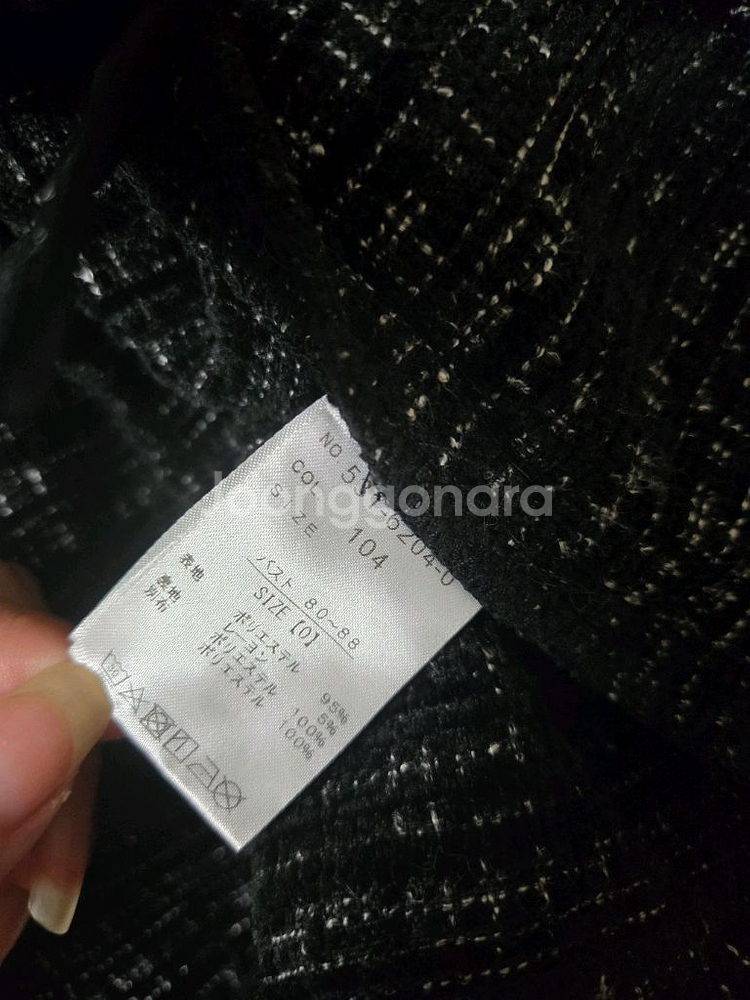 NO
6204-0
COL
104
SIZE
バスト 80~88
SIZE【0】
表地 ポリエステル 95%
レーヨン 5%
裏地 ポリエステル 100%
別布 ポリエステル 100%